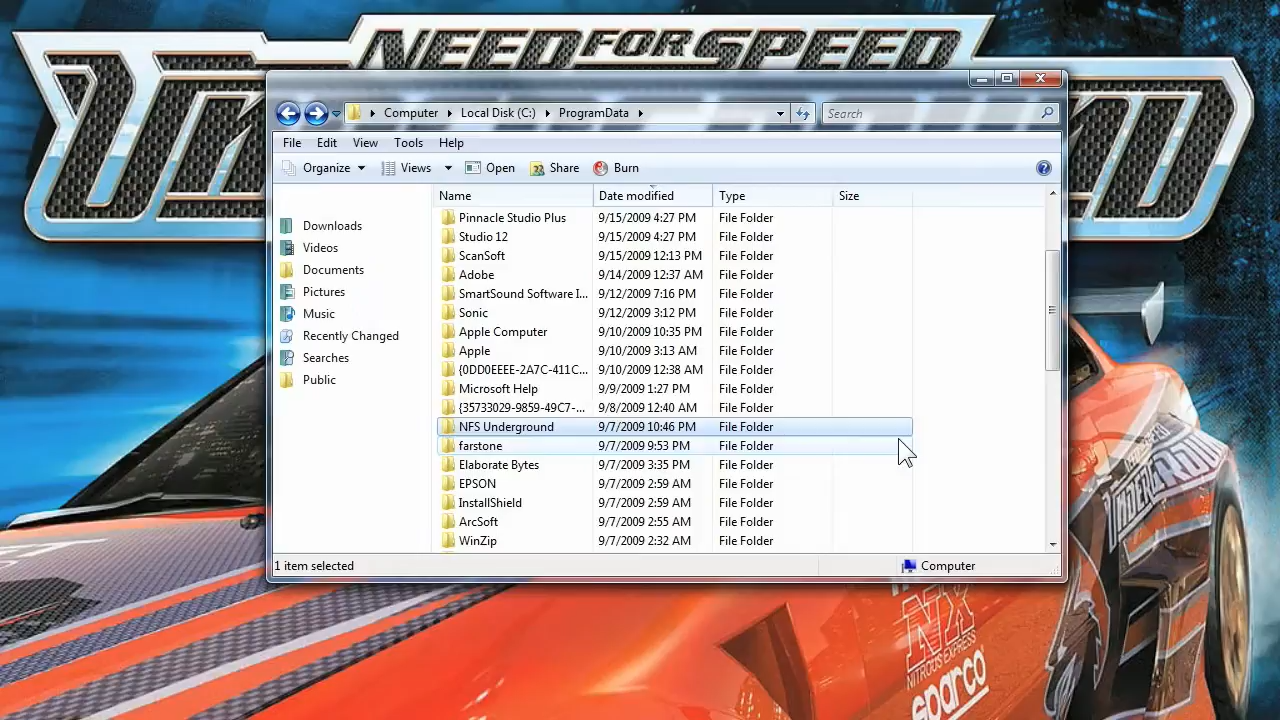 NEED FOR SPEED
Computer Local Disk (C:) ProgramData
Search
File Edit View Tools Help
Organize Views Open Share Burn
Name Date modified Type Size
Downloads
Videos
Documents
Pictures
Music
Recently Changed
Searches
Public
Pinnacle Studio Plus 9/15/2009 4:27 PM File Folder
Studio 12 9/15/2009 4:27 PM File Folder
ScanSoft 9/15/2009 12:13 PM File Folder
Adobe 9/14/2009 12:37 AM File Folder
SmartSound Software I... 9/12/2009 7:16 PM File Folder
Sonic 9/12/2009 3:12 PM File Folder
Apple Computer 9/10/2009 10:35 PM File Folder
Apple 9/10/2009 3:13 AM File Folder
{0DD0EEEE-2A7C-411C... 9/10/2009 12:38 AM File Folder
Microsoft Help 9/9/2009 1:27 PM File Folder
{35733029-9859-49C7-... 9/8/2009 12:40 AM File Folder
NFS Underground 9/7/2009 10:46 PM File Folder
farstone 9/7/2009 9:53 PM File Folder
Elaborate Bytes 9/7/2009 3:35 PM File Folder
EPSON 9/7/2009 2:59 AM File Folder
InstallShield 9/7/2009 2:59 AM File Folder
ArcSoft 9/7/2009 2:55 AM File Folder
WinZip 9/7/2009 2:32 AM File Folder
1 item selected Computer
UNDERGROUND
NX
NITROUS EXPRESS
sparco